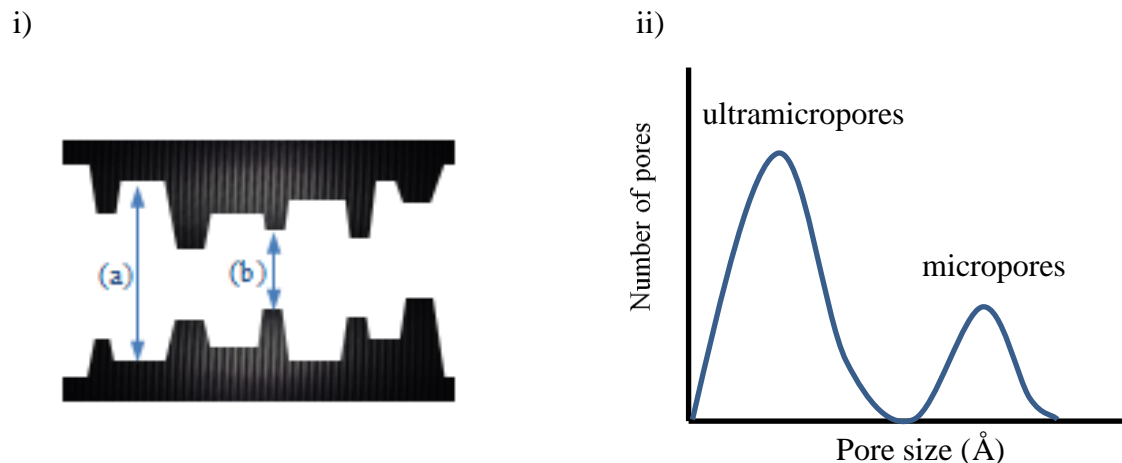 i)
ii)
(a)
(b)
ultramicropores
micropores
Number of pores
Pore size (Å)